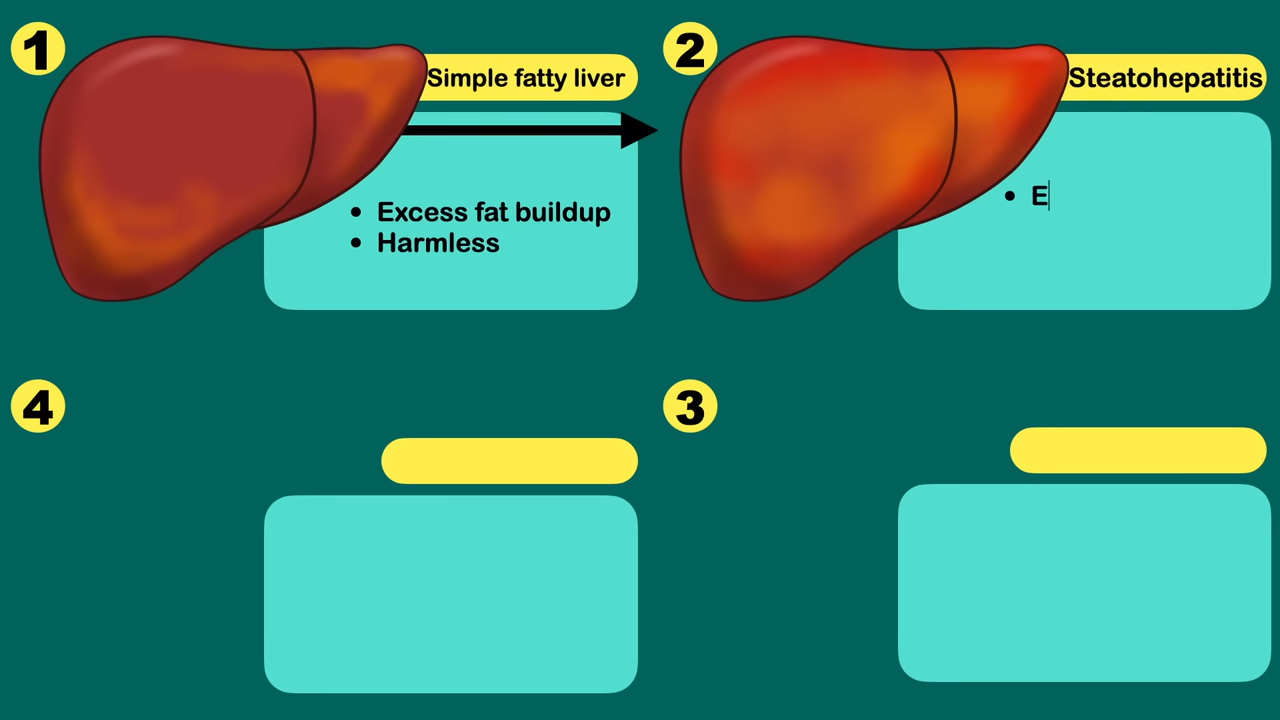 1
Simple fatty liver
• Excess fat buildup
• Harmless
2
Steatohepatitis
• E
4
3